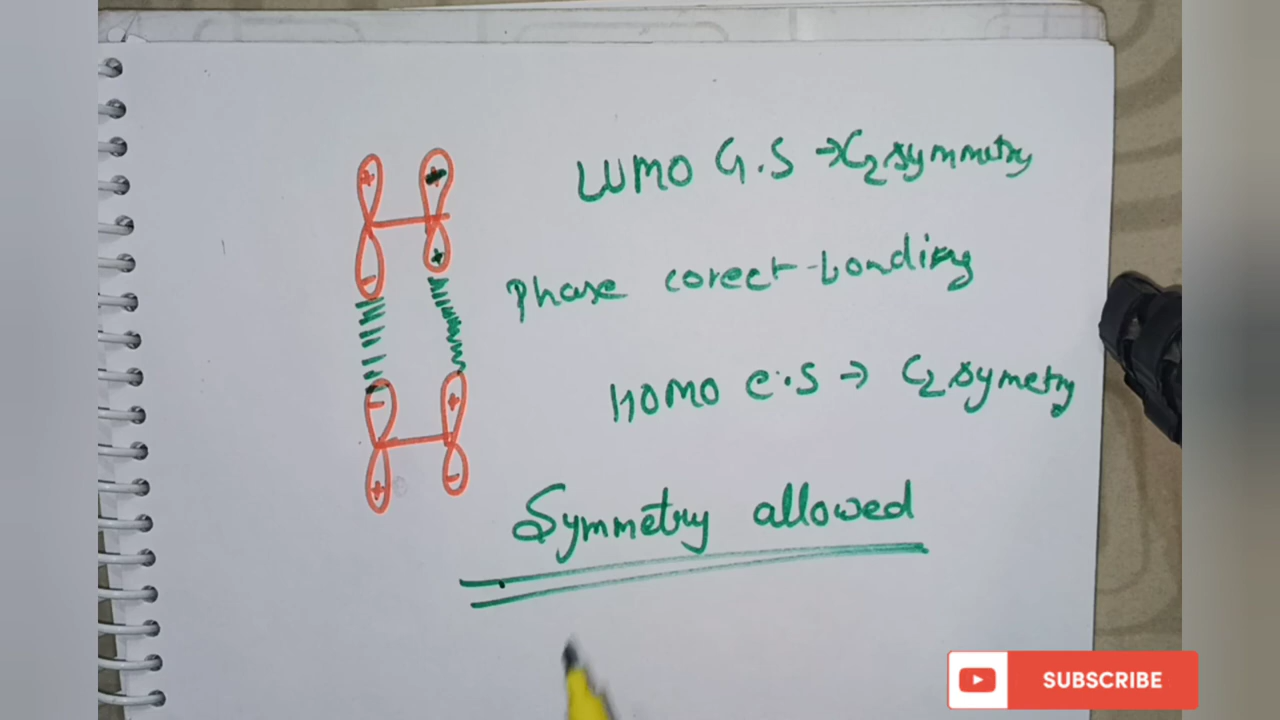 LUMO G.S → C2 symmetry
Phase corect-bonding
HOMO e.s → C2 symetry
Symmetry allowed
+ +
- +
- +
+ -
SUBSCRIBE